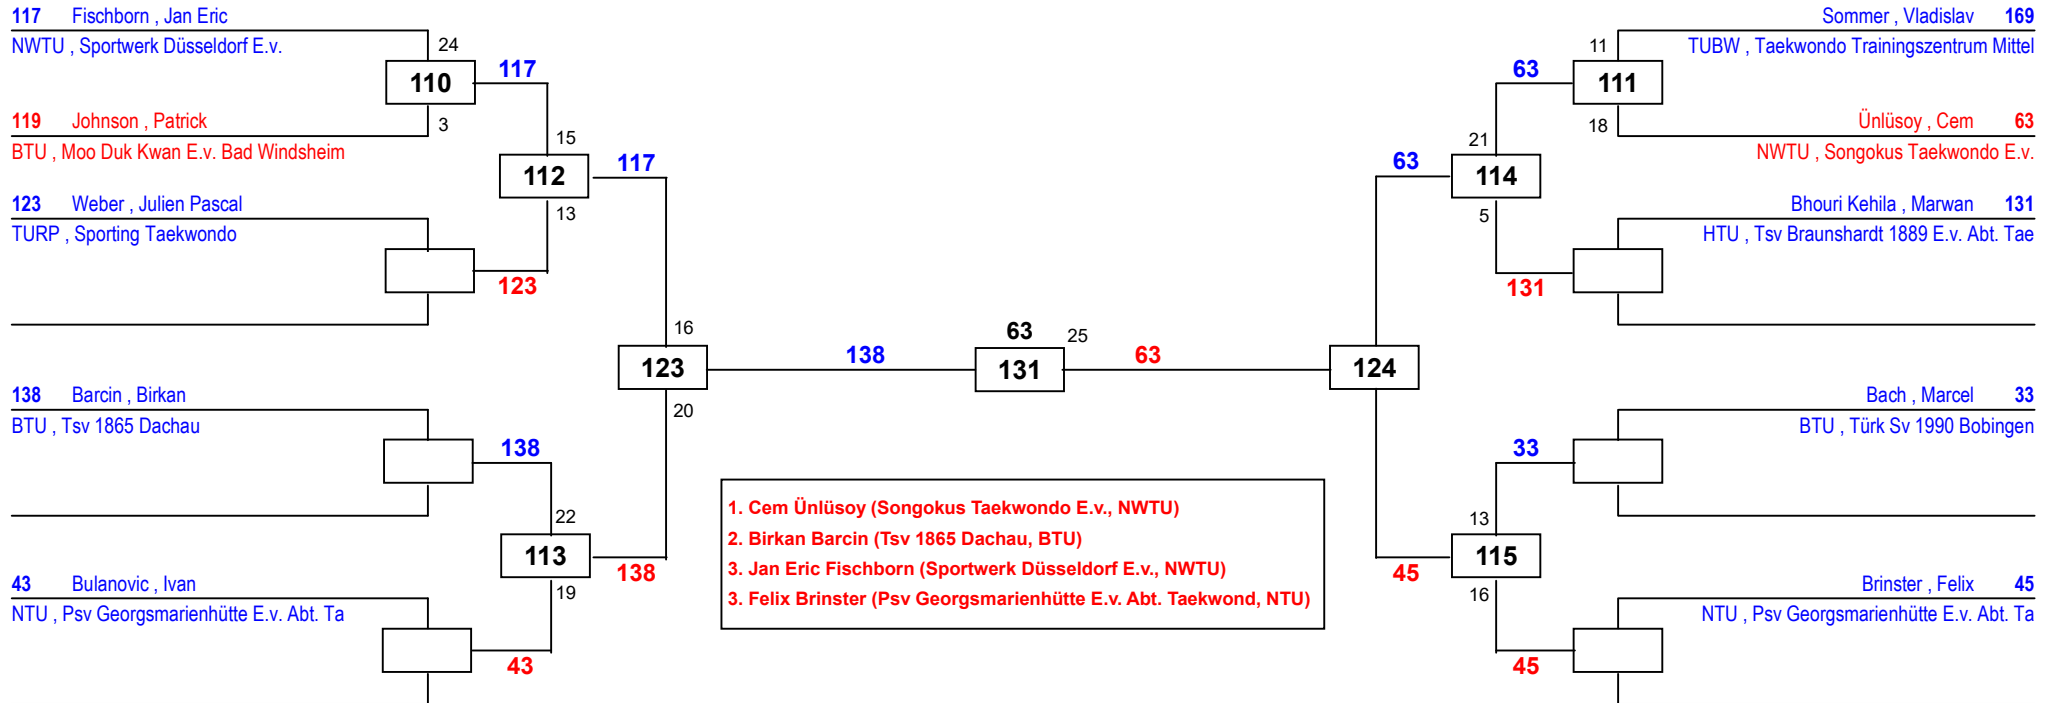 117 Fischborn , Jan Eric
NWTU , Sportwerk Düsseldorf E.v.
24
110
117
3
119 Johnson , Patrick
BTU , Moo Duk Kwan E.v. Bad Windsheim
15
112
117
13
123 Weber , Julien Pascal
TURP , Sporting Taekwondo
123
16
123
138
20
138 Barcin , Birkan
BTU , Tsv 1865 Dachau
138
22
113
138
19
43 Bulanovic , Ivan
NTU , Psv Georgsmarienhütte E.v. Abt. Ta
43
63
25
131
63
1. Cem Ünlüsoy (Songokus Taekwondo E.v., NWTU)
2. Birkan Barcin (Tsv 1865 Dachau, BTU)
3. Jan Eric Fischborn (Sportwerk Düsseldorf E.v., NWTU)
3. Felix Brinster (Psv Georgsmarienhütte E.v. Abt. Taekwond, NTU)
Sommer , Vladislav 169
TUBW , Taekwondo Trainingszentrum Mittel
11
63
111
18
Ünlüsoy , Cem 63
NWTU , Songokus Taekwondo E.v.
21
63
114
5
Bhouri Kehila , Marwan 131
HTU , Tsv Braunshardt 1889 E.v. Abt. Tae
131
124
Bach , Marcel 33
BTU , Türk Sv 1990 Bobingen
33
13
115
45
16
Brinster , Felix 45
NTU , Psv Georgsmarienhütte E.v. Abt. Ta
45